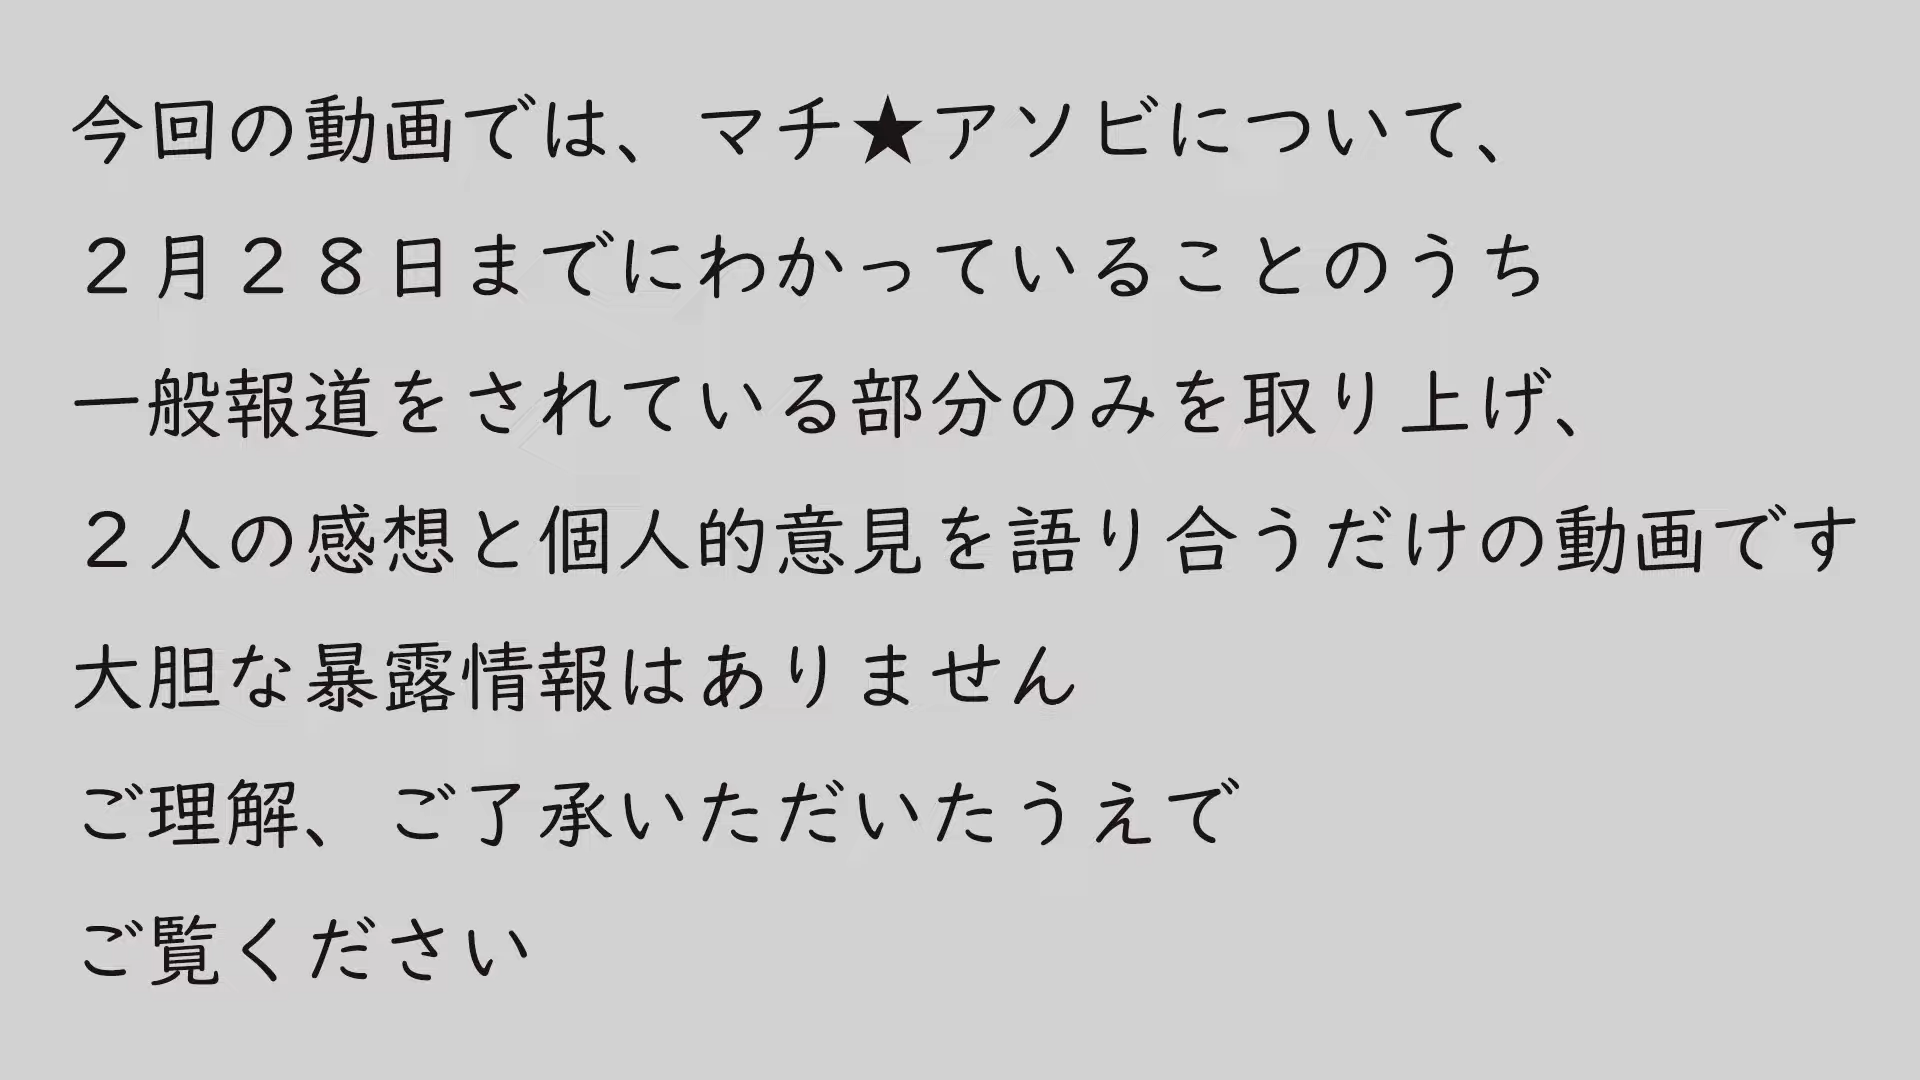 今回の動画では、マチ★アソビについて、
２月２８日までにわかっていることのうち
一般報道をされている部分のみを取り上げ、
２人の感想と個人的意見を語り合うだけの動画です
大胆な暴露情報はありません
ご理解、ご了承いただいたうえで
ご覧ください